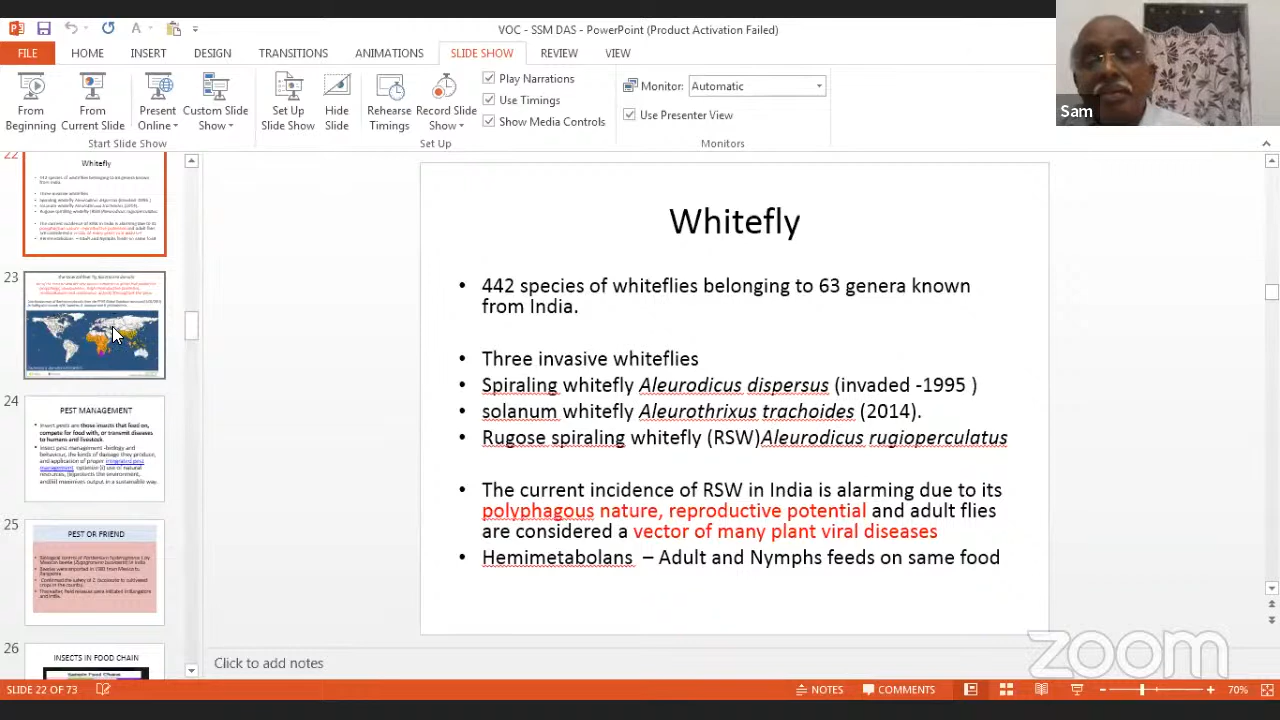 VOC - SSM DAS - PowerPoint (Product Activation Failed)
FILE HOME INSERT DESIGN TRANSITIONS ANIMATIONS SLIDE SHOW REVIEW VIEW
From Beginning
From Current Slide
Present Online
Custom Slide Show
Start Slide Show
Set Up Slide Show
Hide Slide
Rehearse Timings
Record Slide Show
Play Narrations
Use Timings
Show Media Controls
Set Up
Monitor: Automatic
Use Presenter View
Monitors
Sam
22
Whitefly
23
24
PEST MANAGEMENT
25
PEST OR FRIEND
26
INSECTS IN FOOD CHAIN
Whitefly
• 442 species of whiteflies belonging to 63 genera known
from India.
• Three invasive whiteflies
• Spiraling whitefly Aleurodicus dispersus (invaded -1995 )
• solanum whitefly Aleurothrixus trachoides (2014).
• Rugose spiraling whitefly (RSW)Aleurodicus rugioperculatus
• The current incidence of RSW in India is alarming due to its
polyphagous nature, reproductive potential and adult flies
are considered a vector of many plant viral diseases
• Hemimetabolans – Adult and Nymphs feeds on same food
Click to add notes
zoom
SLIDE 22 OF 73 NOTES COMMENTS 70%